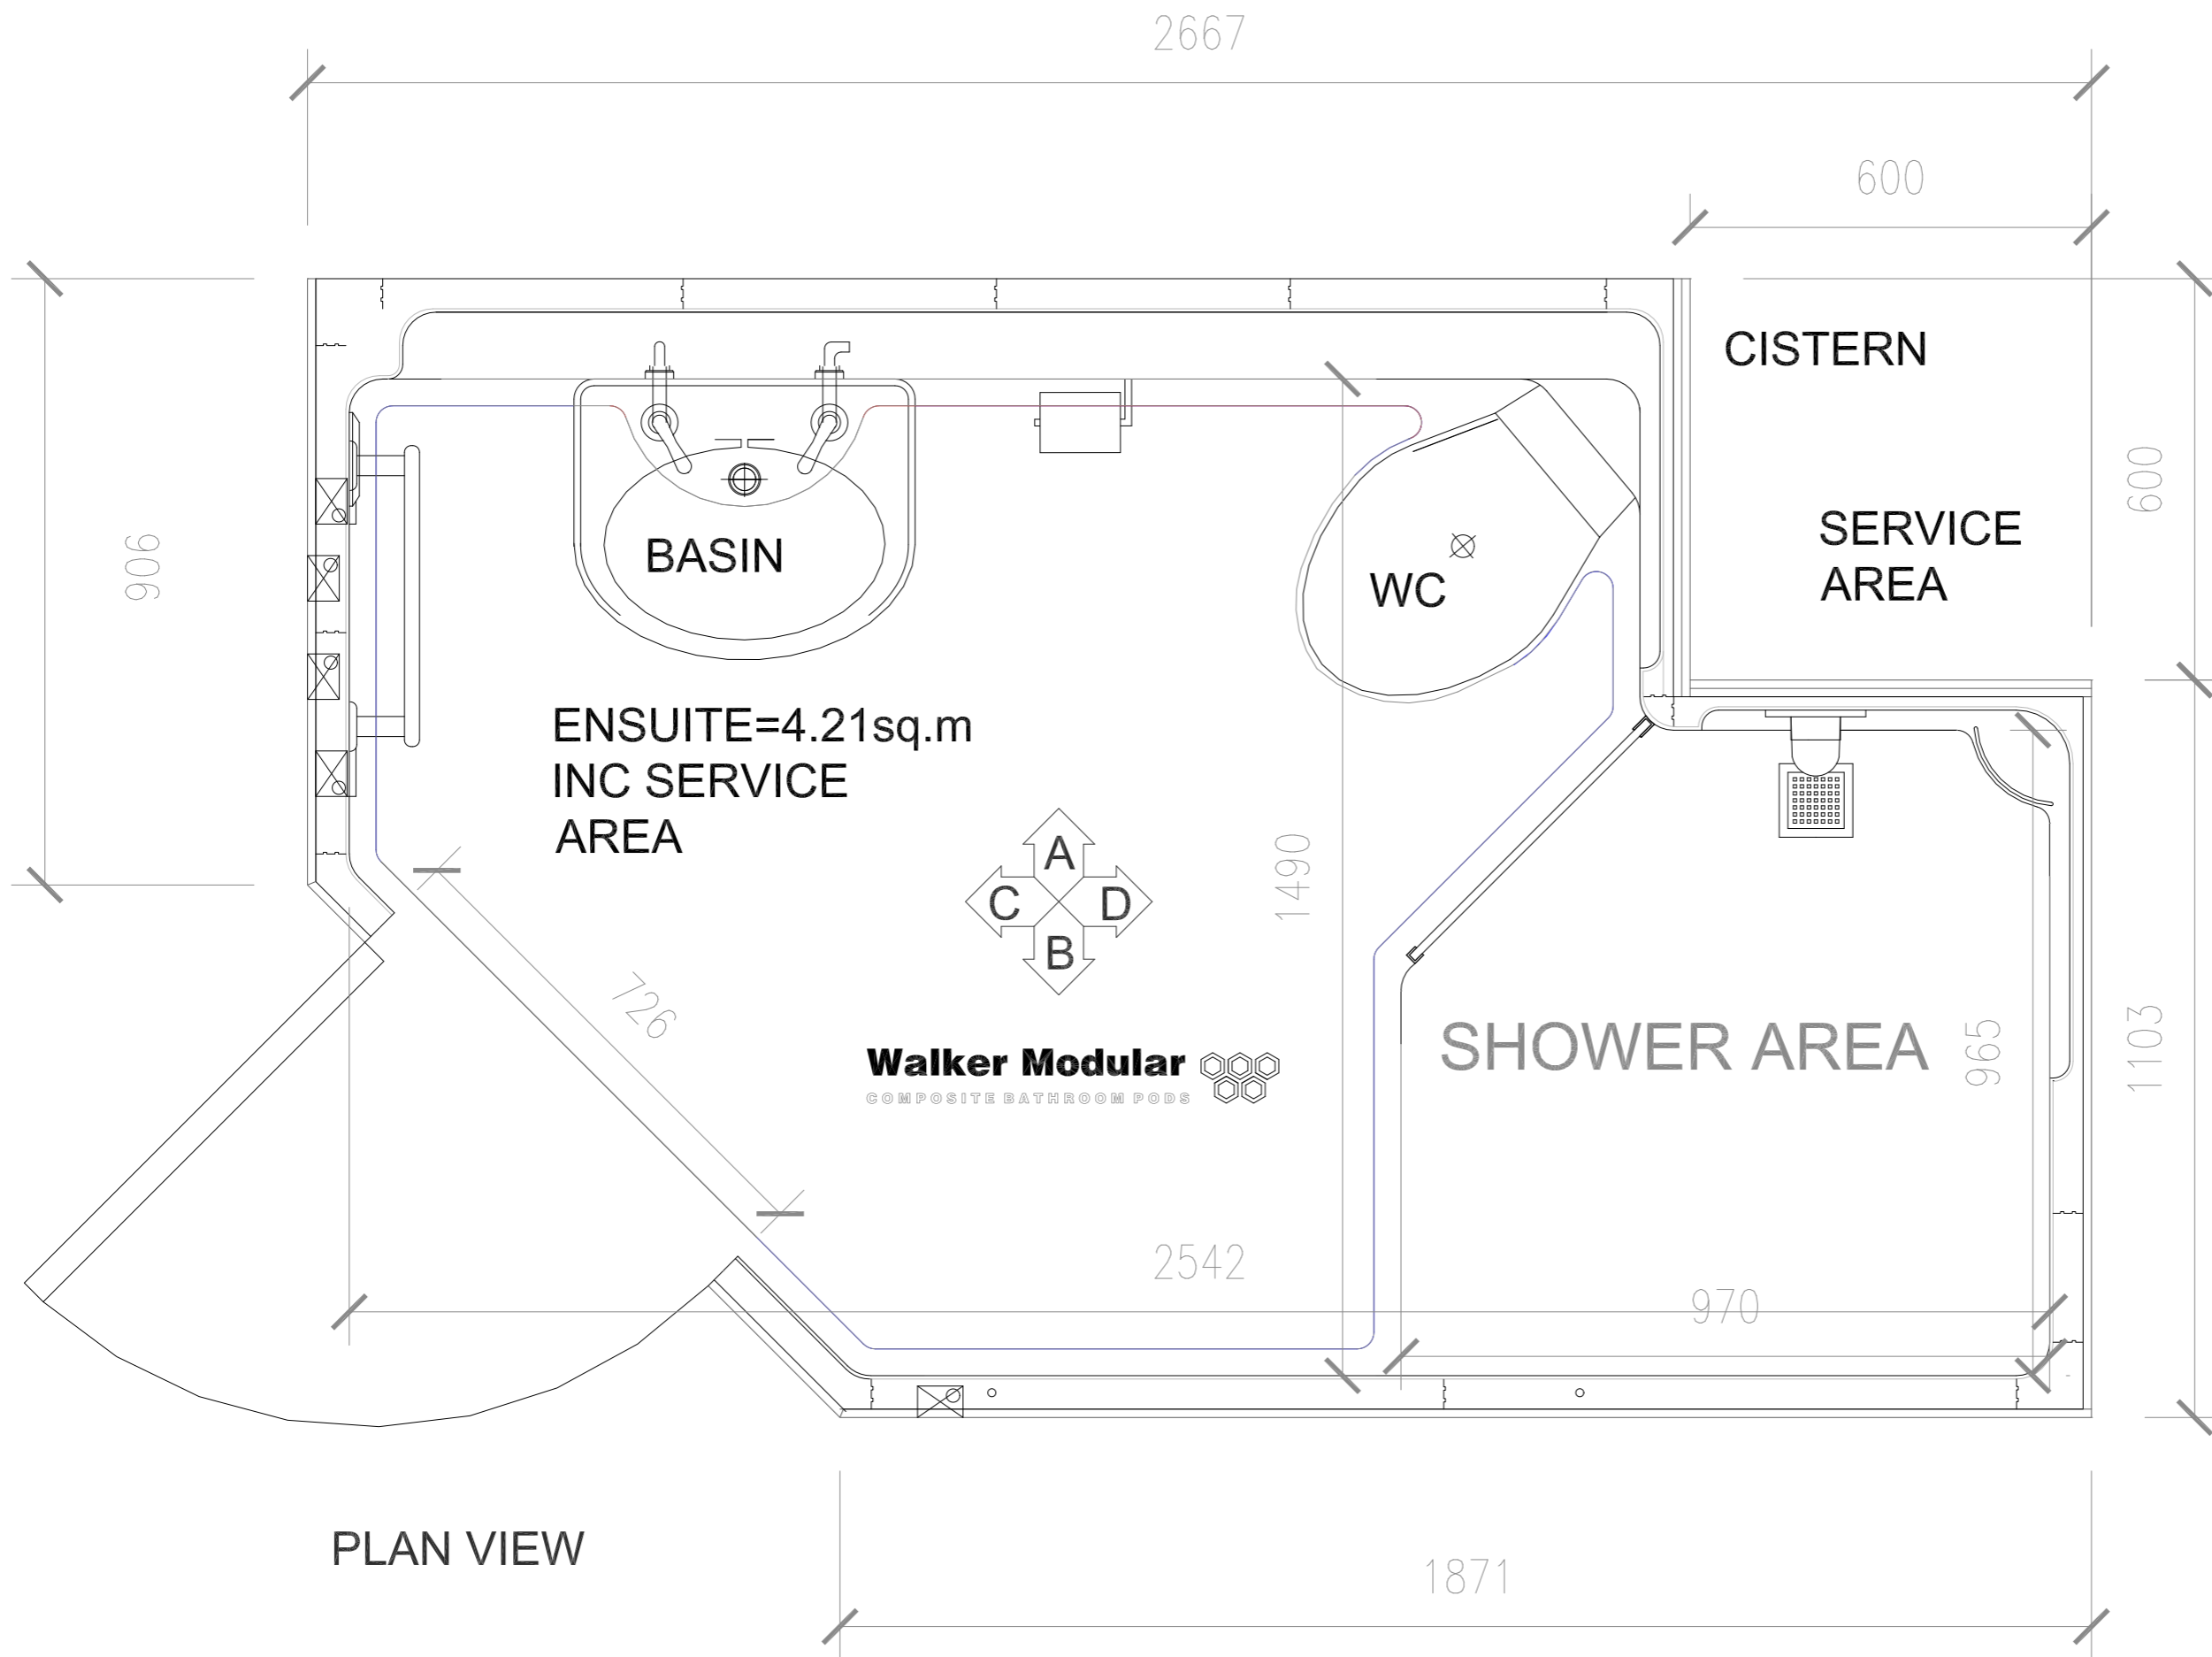 2667
600
CISTERN
600
SERVICE
AREA
906
BASIN
WC
ENSUITE=4.21sq.m
INC SERVICE
AREA
A
C
D
B
1490
726
Walker Modular
COMPOSITE BATHROOM PODS
SHOWER AREA
965
1103
2542
970
PLAN VIEW
1871